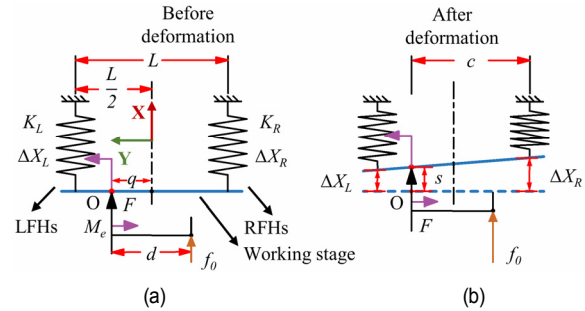 Before
deformation
L
L
2
X
K_L
K_R
ΔX_L
Y
ΔX_R
q
O
F
LFHs
M_e
RFHs
d
f_0
Working stage
(a)
After
deformation
c
ΔX_L
s
ΔX_R
O
F
f_0
(b)